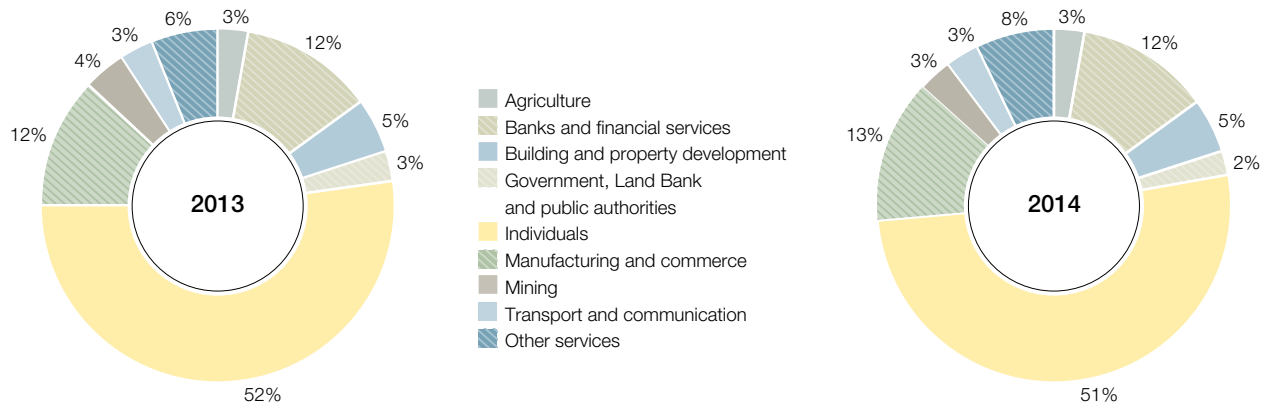 6%
3%
3%
12%
4%
5%
12%
3%
2013
52%
Agriculture
Banks and financial services
Building and property development
Government, Land Bank
and public authorities
Individuals
Manufacturing and commerce
Mining
Transport and communication
Other services
8%
3%
3%
12%
3%
5%
13%
2%
2014
51%